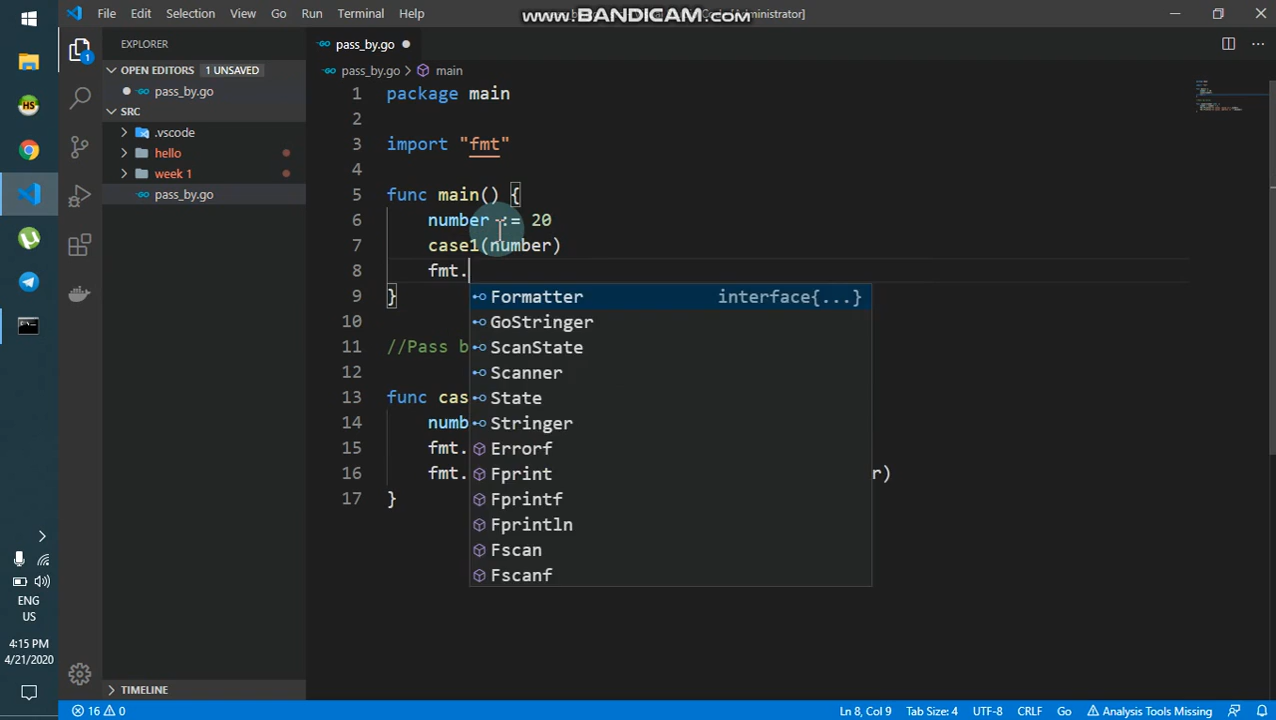 File Edit Selection View Go Run Terminal Help
www.BANDICAM.com
[Administrator]
EXPLORER
OPEN EDITORS 1 UNSAVED
pass_by.go
SRC
.vscode
hello
week 1
pass_by.go
TIMELINE
pass_by.go
pass_by.go > main
1 package main
2
3 import "fmt"
4
5 func main() {
6 number := 20
7 case1(number)
8 fmt.
9 }
10
11 //Pass b
12
13 func cas
14 numb
15 fmt.
16 fmt. r)
17 }
Formatter interface{...}
GoStringer
ScanState
Scanner
State
Stringer
Errorf
Fprint
Fprintf
Fprintln
Fscan
Fscanf
1
HS
ENG
US
4:15 PM
4/21/2020
16 0 Ln 8, Col 9 Tab Size: 4 UTF-8 CRLF Go Analysis Tools Missing